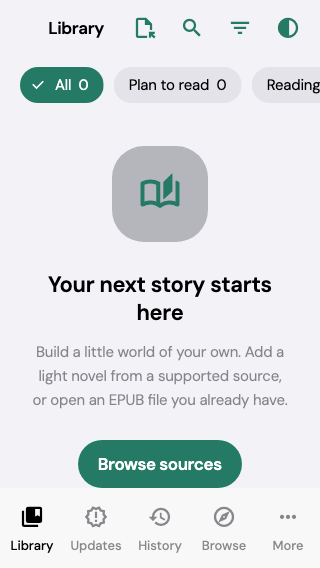 Library
All 0
Plan to read 0
Reading
Your next story starts
here
Build a little world of your own. Add a
light novel from a supported source,
or open an EPUB file you already have.
Browse sources
Library
Updates
History
Browse
More